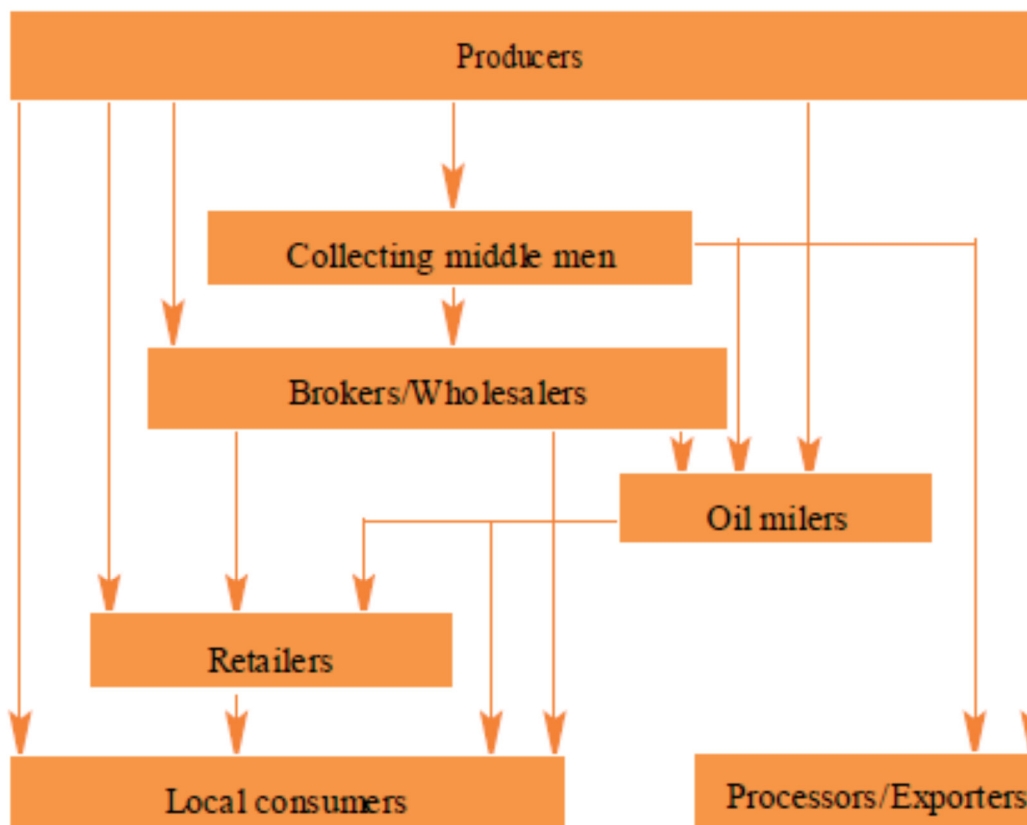 Producers
Collecting middle men
Brokers/Wholesalers
Oil milers
Retailers
Local consumers
Processors/Exporters